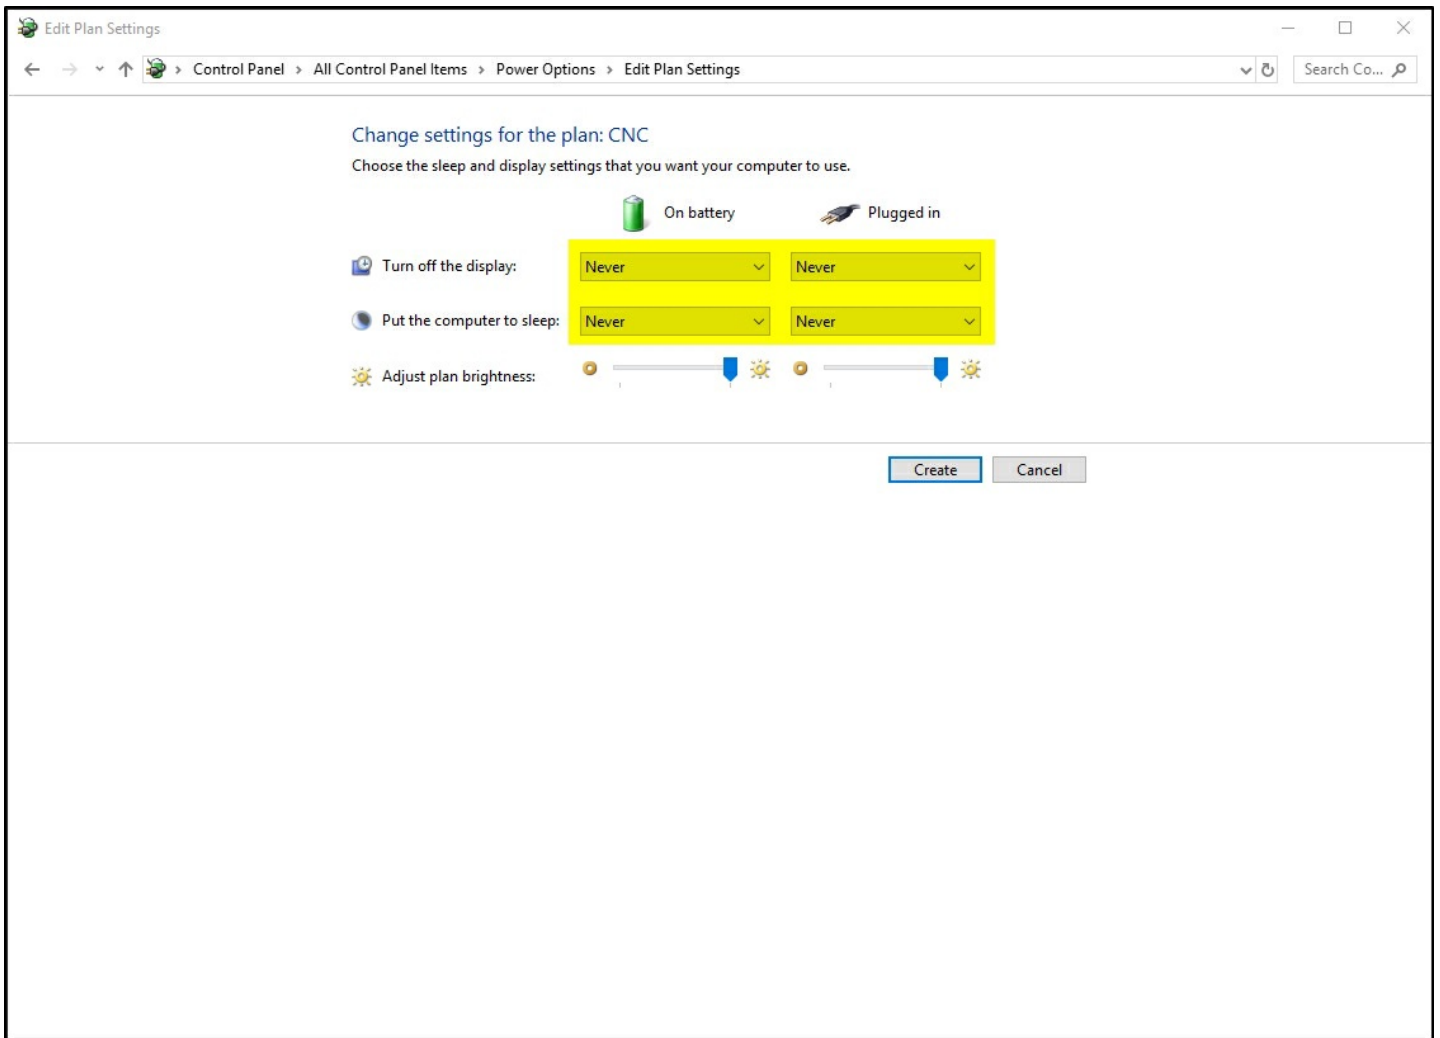 Edit Plan Settings
Control Panel > All Control Panel Items > Power Options > Edit Plan Settings
Search Co...
Change settings for the plan: CNC
Choose the sleep and display settings that you want your computer to use.
On battery Plugged in
Turn off the display: Never Never
Put the computer to sleep: Never Never
Adjust plan brightness:
Create Cancel